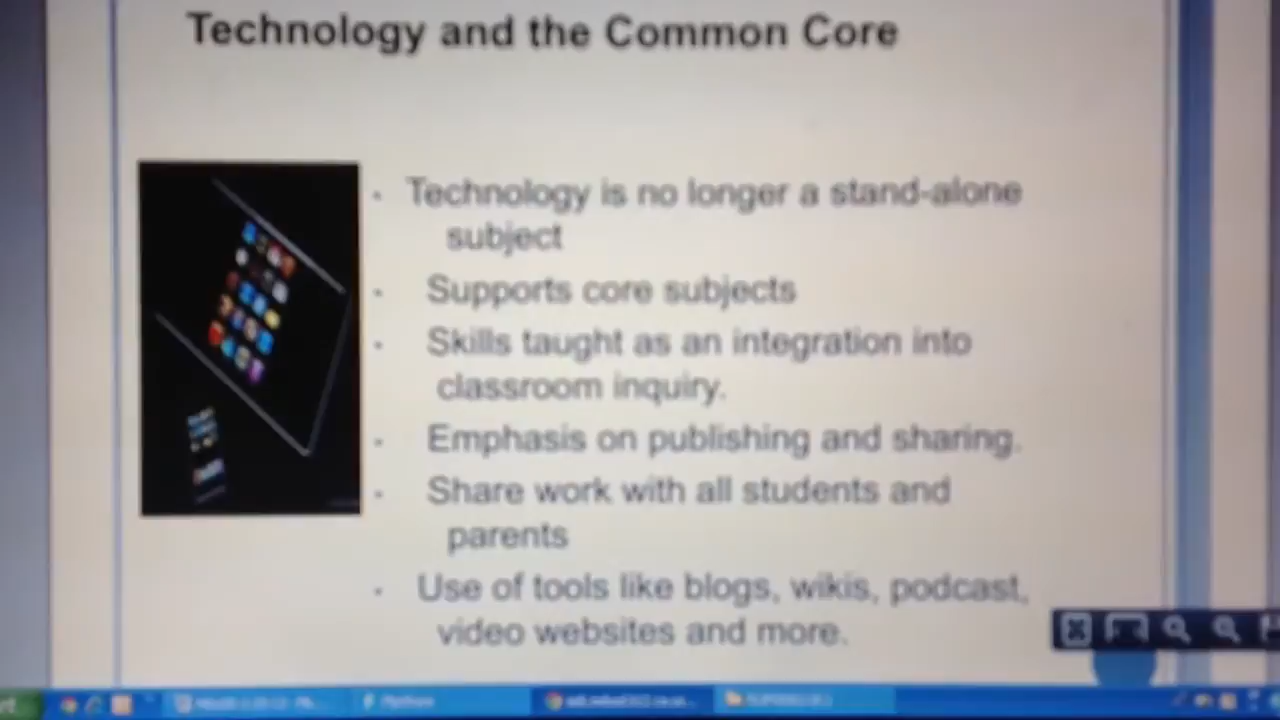 Technology and the Common Core
· Technology is no longer a stand-alone
subject
· Supports core subjects
· Skills taught as an integration into
classroom inquiry.
· Emphasis on publishing and sharing.
· Share work with all students and
parents
· Use of tools like blogs, wikis, podcast,
video websites and more.